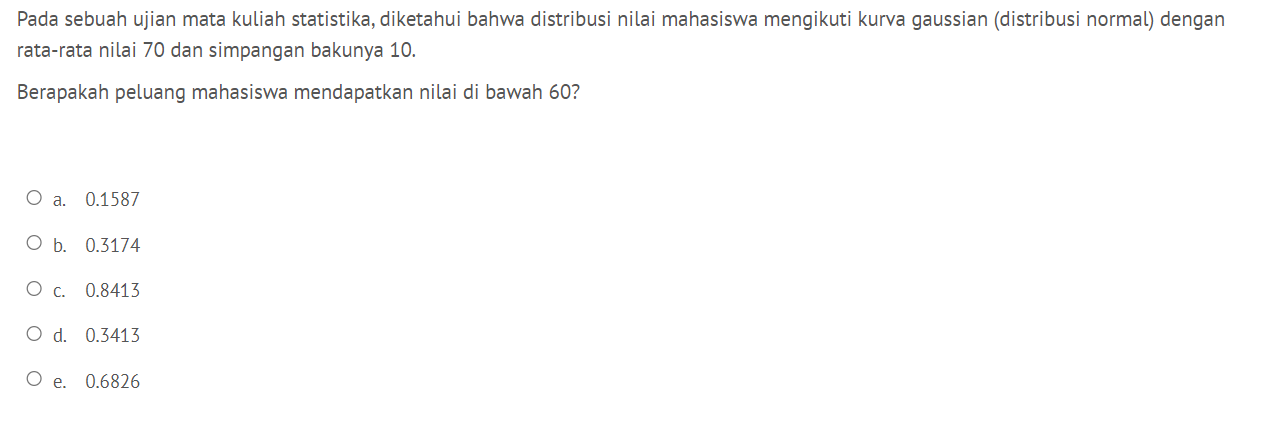 Pada sebuah ujian mata kuliah statistika, diketahui bahwa distribusi nilai mahasiswa mengikuti kurva gaussian (distribusi normal) dengan
rata-rata nilai 70 dan simpangan bakunya 10.
Berapakah peluang mahasiswa mendapatkan nilai di bawah 60?
a. 0.1587
b. 0.3174
c. 0.8413
d. 0.3413
e. 0.6826